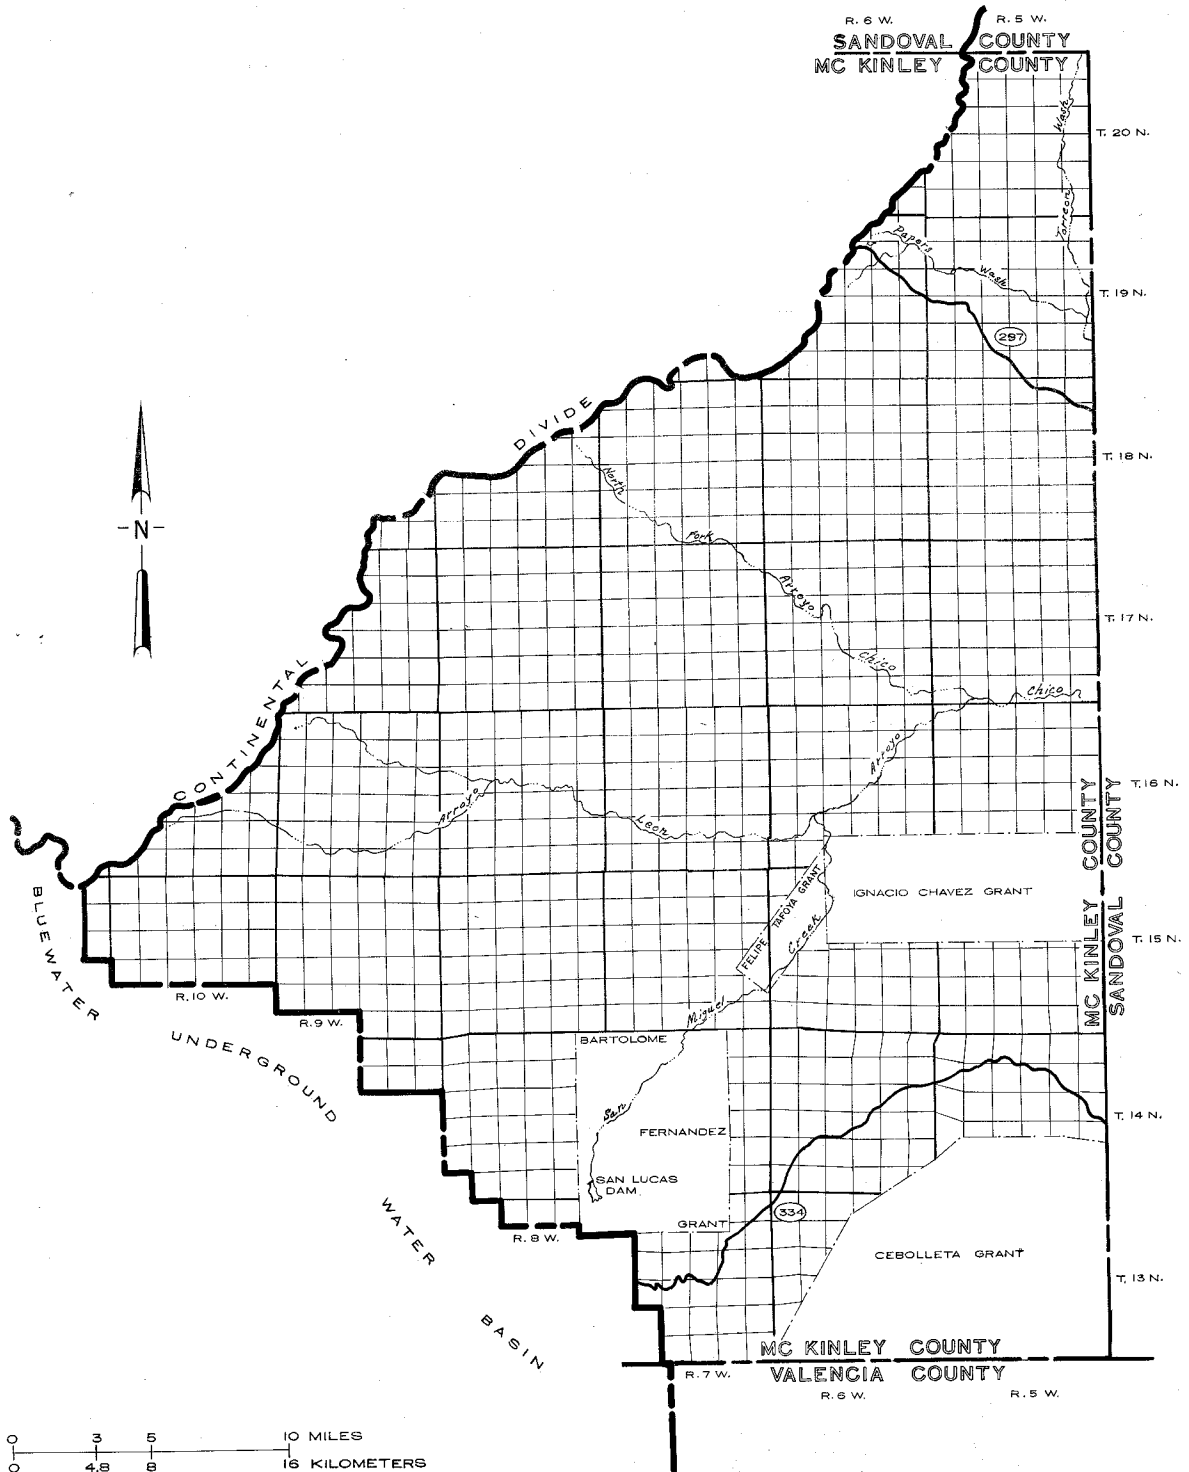 R. 6 W. R. 5 W.
SANDOVAL COUNTY
MC KINLEY COUNTY
T. 20 N.
Torreon Wash
Papers Wash
T. 19 N.
297
DIVIDE
T. 18 N.
North Fork Arroyo Chico
N
T. 17 N.
Chico
CONTINENTAL
Arroyo
T. 16 N.
Arroyo Leon
MC KINLEY COUNTY
SANDOVAL COUNTY
IGNACIO CHAVEZ GRANT
FELIPE TAFOYA GRANT
BLUEWATER
T. 15 N.
Creek
R. 10 W.
R. 9 W.
Miguel
UNDERGROUND
BARTOLOME
San
T. 14 N.
FERNANDEZ
SAN LUCAS
DAM
WATER
334
GRANT
R. 8 W.
CEBOLLETA GRANT
T. 13 N.
BASIN
MC KINLEY COUNTY
R. 7 W. VALENCIA COUNTY
R. 6 W. R. 5 W.
0 3 5 10 MILES
0 4.8 8 16 KILOMETERS